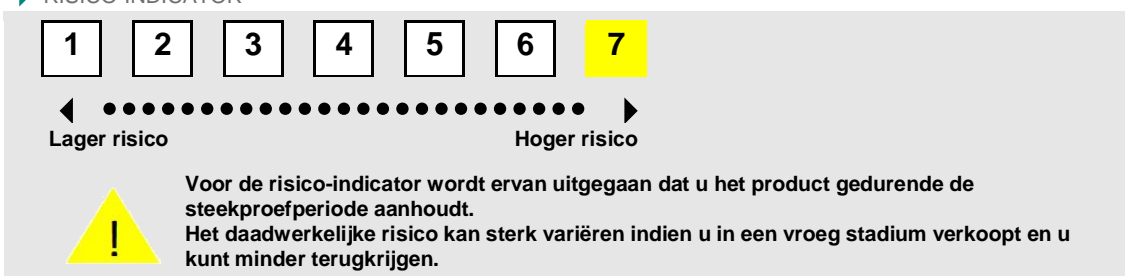 RISICO-INDICATOR
1 2 3 4 5 6 7
Lager risico Hoger risico
Voor de risico-indicator wordt ervan uitgegaan dat u het product gedurende de
steekproefperiode aanhoudt.
Het daadwerkelijke risico kan sterk variëren indien u in een vroeg stadium verkoopt en u
kunt minder terugkrijgen.
!